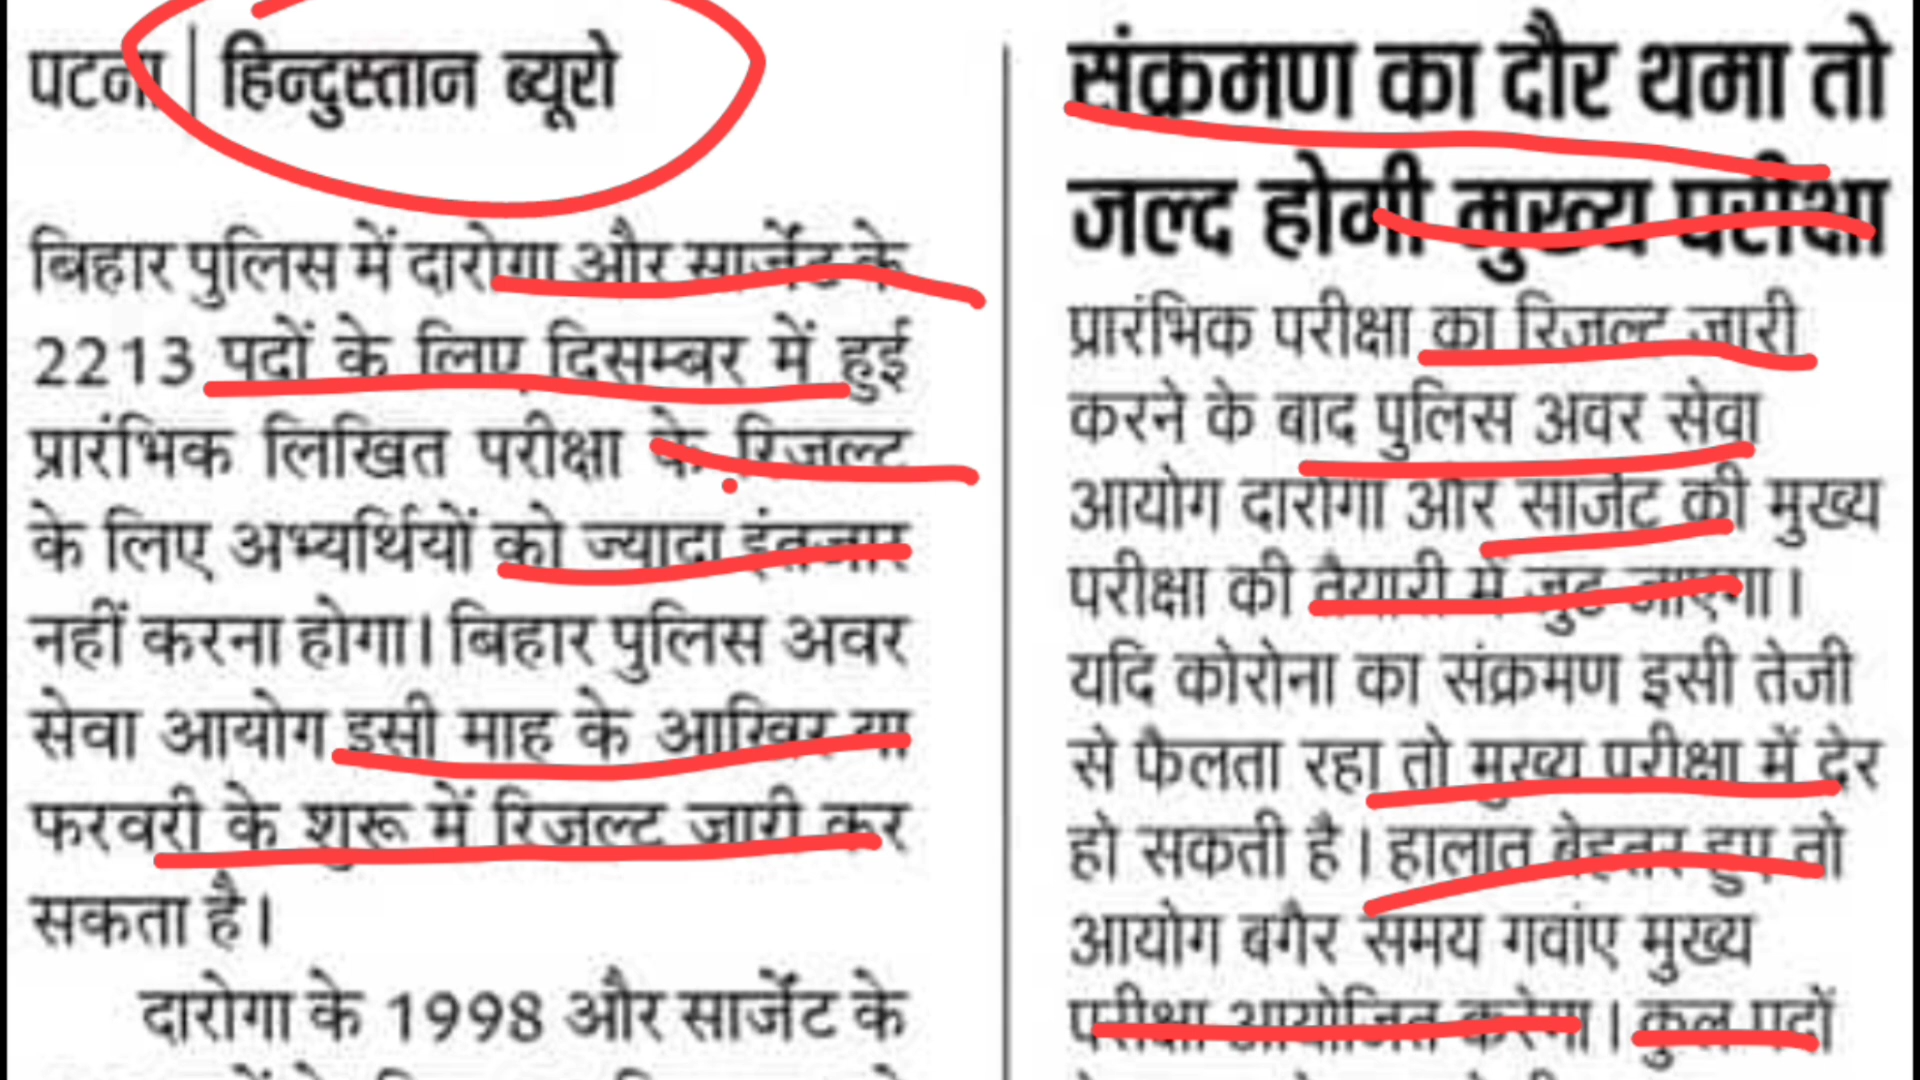 पटना | हिन्दुस्तान ब्यूरो
बिहार पुलिस में दारोगा और सार्जेंट के
2213 पदों के लिए दिसम्बर में हुई
प्रारंभिक लिखित परीक्षा के रिजल्ट
के लिए अभ्यर्थियों को ज्यादा इंतजार
नहीं करना होगा। बिहार पुलिस अवर
सेवा आयोग इसी माह के आखिर या
फरवरी के शुरू में रिजल्ट जारी कर
सकता है।
दारोगा के 1998 और सार्जेंट के
संक्रमण का दौर थमा तो
जल्द होगी मुख्य परीक्षा
प्रारंभिक परीक्षा का रिजल्ट जारी
करने के बाद पुलिस अवर सेवा
आयोग दारोगा और सार्जेंट की मुख्य
परीक्षा की तैयारी में जुट जाएगा।
यदि कोरोना का संक्रमण इसी तेजी
से फैलता रहा तो मुख्य परीक्षा में देर
हो सकती है। हालात बेहतर हुए तो
आयोग बगैर समय गवांए मुख्य
परीक्षा आयोजित करेगा। कुल पदों